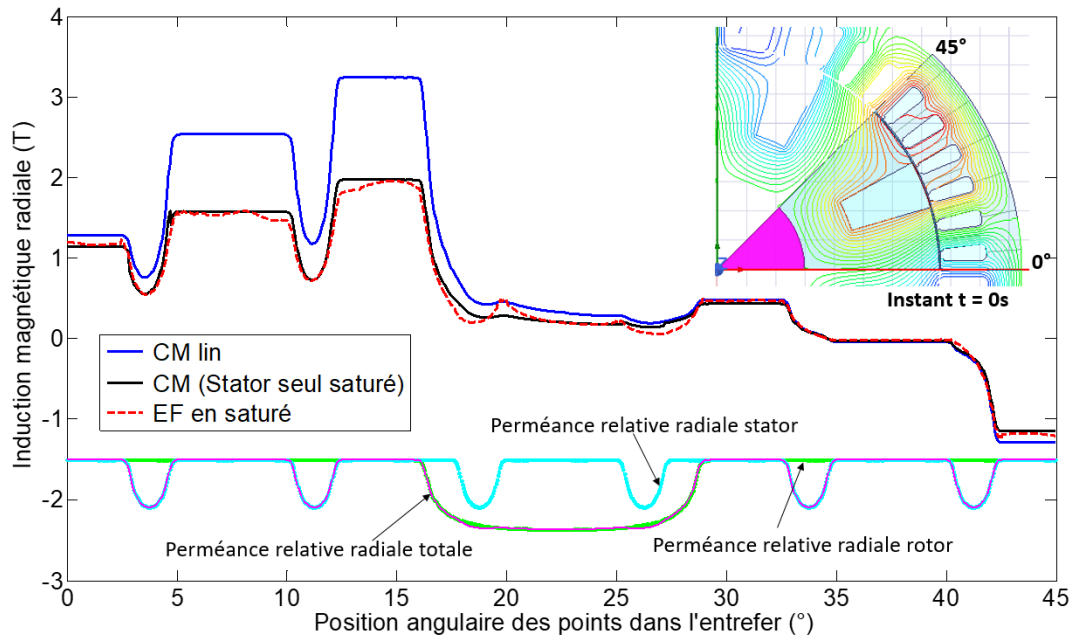 4
3
2
1
0
-1
-2
-3
Induction magnétique radiale (T)
45°
0°
Instant t = 0s
CM lin
CM (Stator seul saturé)
EF en saturé
Perméance relative radiale stator
Perméance relative radiale totale
Perméance relative radiale rotor
0 5 10 15 20 25 30 35 40 45
Position angulaire des points dans l'entrefer (°)